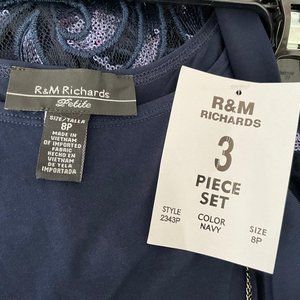 R&M Richards
Petite
SIZE/TALLA
8P
MADE IN
VIETNAM
OF IMPORTED
FABRIC
HECHO EN
VIETNAM
DE TELA
IMPORTADA
R&M
RICHARDS
3
PIECE
SET
STYLE
2343P
COLOR
NAVY
SIZE
8P